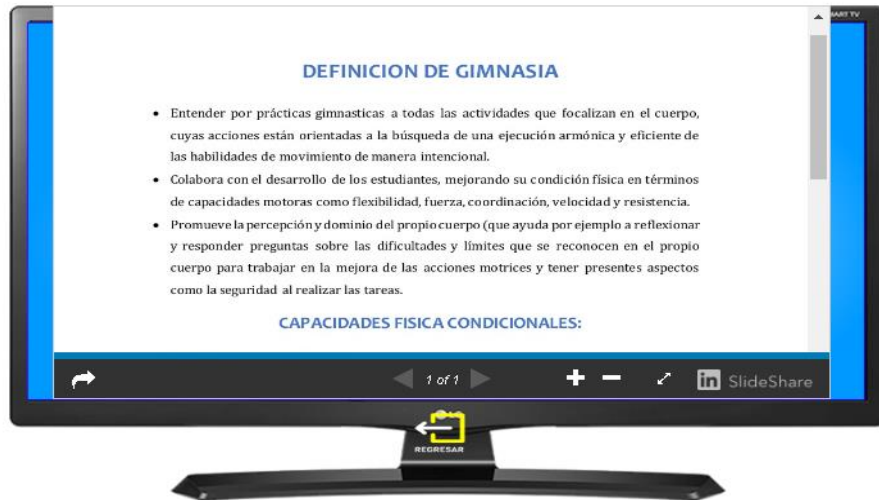 SMART TV
DEFINICION DE GIMNASIA
• Entender por prácticas gimnasticas a todas las actividades que focalizan en el cuerpo,
cuyas acciones están orientadas a la búsqueda de una ejecución armónica y eficiente de
las habilidades de movimiento de manera intencional.
• Colabora con el desarrollo de los estudiantes, mejorando su condición física en términos
de capacidades motoras como flexibilidad, fuerza, coordinación, velocidad y resistencia.
• Promueve la percepción y dominio del propio cuerpo (que ayuda por ejemplo a reflexionar
y responder preguntas sobre las dificultades y límites que se reconocen en el propio
cuerpo para trabajar en la mejora de las acciones motrices y tener presentes aspectos
como la seguridad al realizar las tareas.
CAPACIDADES FISICA CONDICIONALES:
1 of 1
in SlideShare
REGRESAR